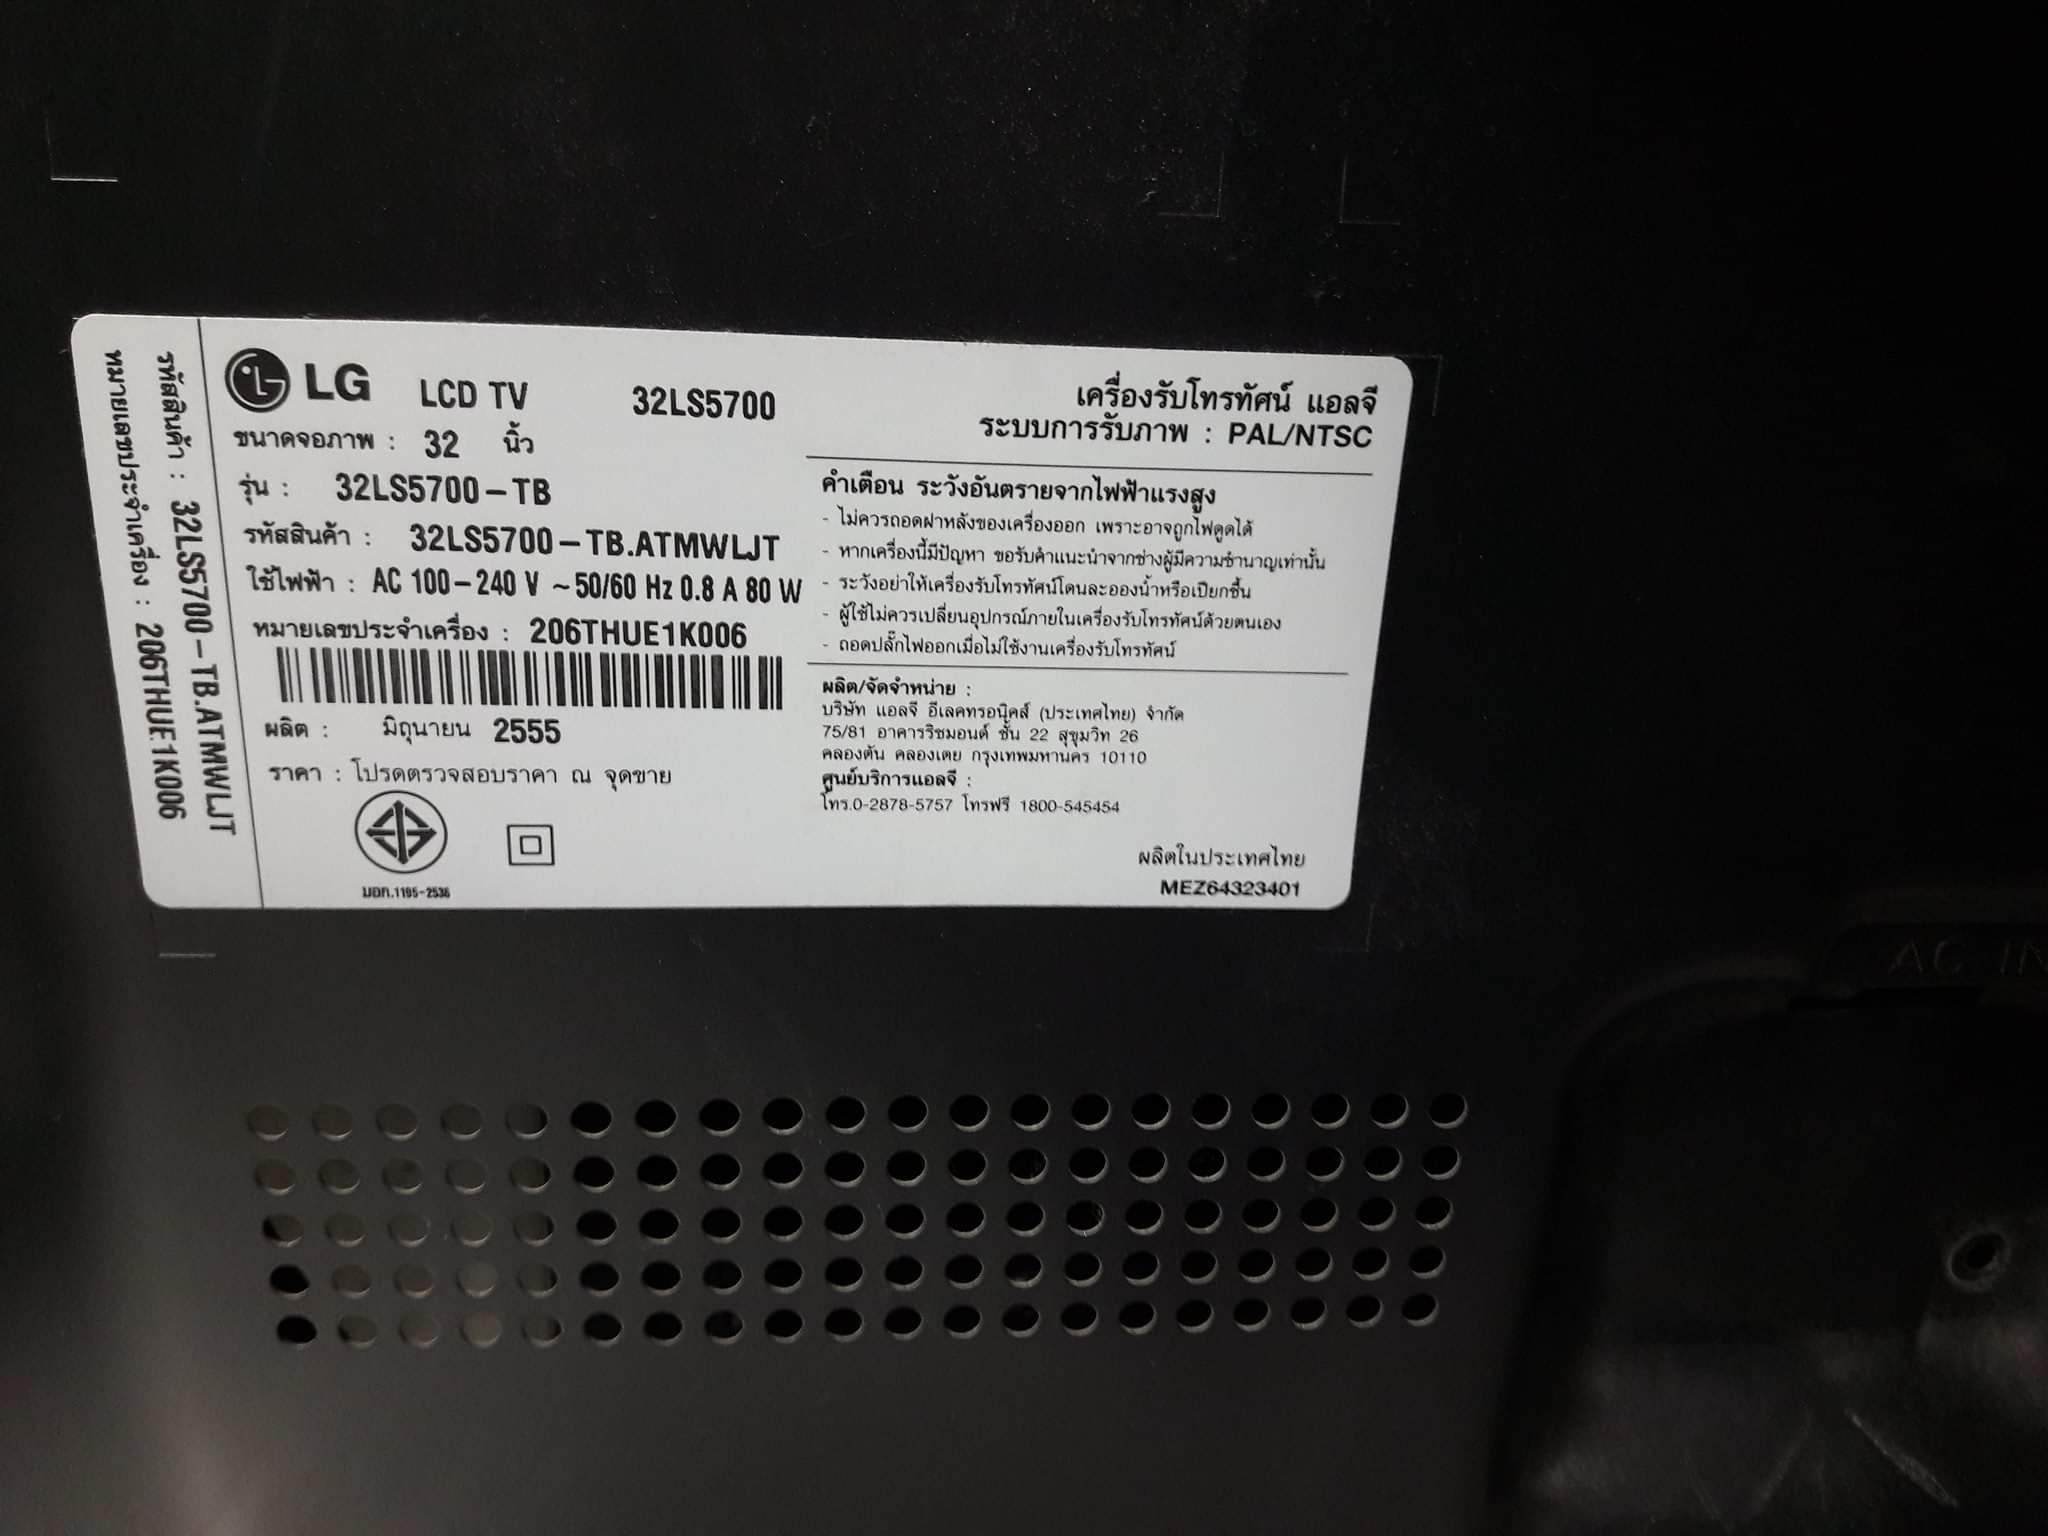 LG LCD TV 32LS5700
ขนาดจอภาพ : 32 นิ้ว
รุ่น : 32LS5700-TB
รหัสสินค้า : 32LS5700-TB.ATMWLJT
ใช้ไฟฟ้า : AC 100-240 V ~50/60 Hz 0.8 A 80 W
หมายเลขประจำเครื่อง : 206THUE1K006
ผลิต : มิถุนายน 2555
ราคา : โปรดตรวจสอบราคา ณ จุดขาย
มอก.1195-2536
เครื่องรับโทรทัศน์ แอลจี
ระบบการรับภาพ : PAL/NTSC
คำเตือน ระวังอันตรายจากไฟฟ้าแรงสูง
- ไม่ควรถอดฝาหลังของเครื่องออก เพราะอาจถูกไฟดูดได้
- หากเครื่องนี้มีปัญหา ขอรับคำแนะนำจากช่างผู้มีความชำนาญเท่านั้น
- ระวังอย่าให้เครื่องรับโทรทัศน์โดนละอองน้ำหรือเปียกชื้น
- ผู้ใช้ไม่ควรเปลี่ยนอุปกรณ์ภายในเครื่องรับโทรทัศน์ด้วยตนเอง
- ถอดปลั๊กไฟออกเมื่อไม่ใช้งานเครื่องรับโทรทัศน์
ผลิต/จัดจำหน่าย :
บริษัท แอลจี อีเลคทรอนิคส์ (ประเทศไทย) จำกัด
75/81 อาคารริชมอนด์ ชั้น 22 สุขุมวิท 26
คลองตัน คลองเตย กรุงเทพมหานคร 10110
ศูนย์บริการแอลจี :
โทร.0-2878-5757 โทรฟรี 1800-545454
ผลิตในประเทศไทย
MEZ64323401
รหัสสินค้า : 32LS5700-TB.ATMWLJT
หมายเลขประจำเครื่อง : 206THUE1K006
AC IN